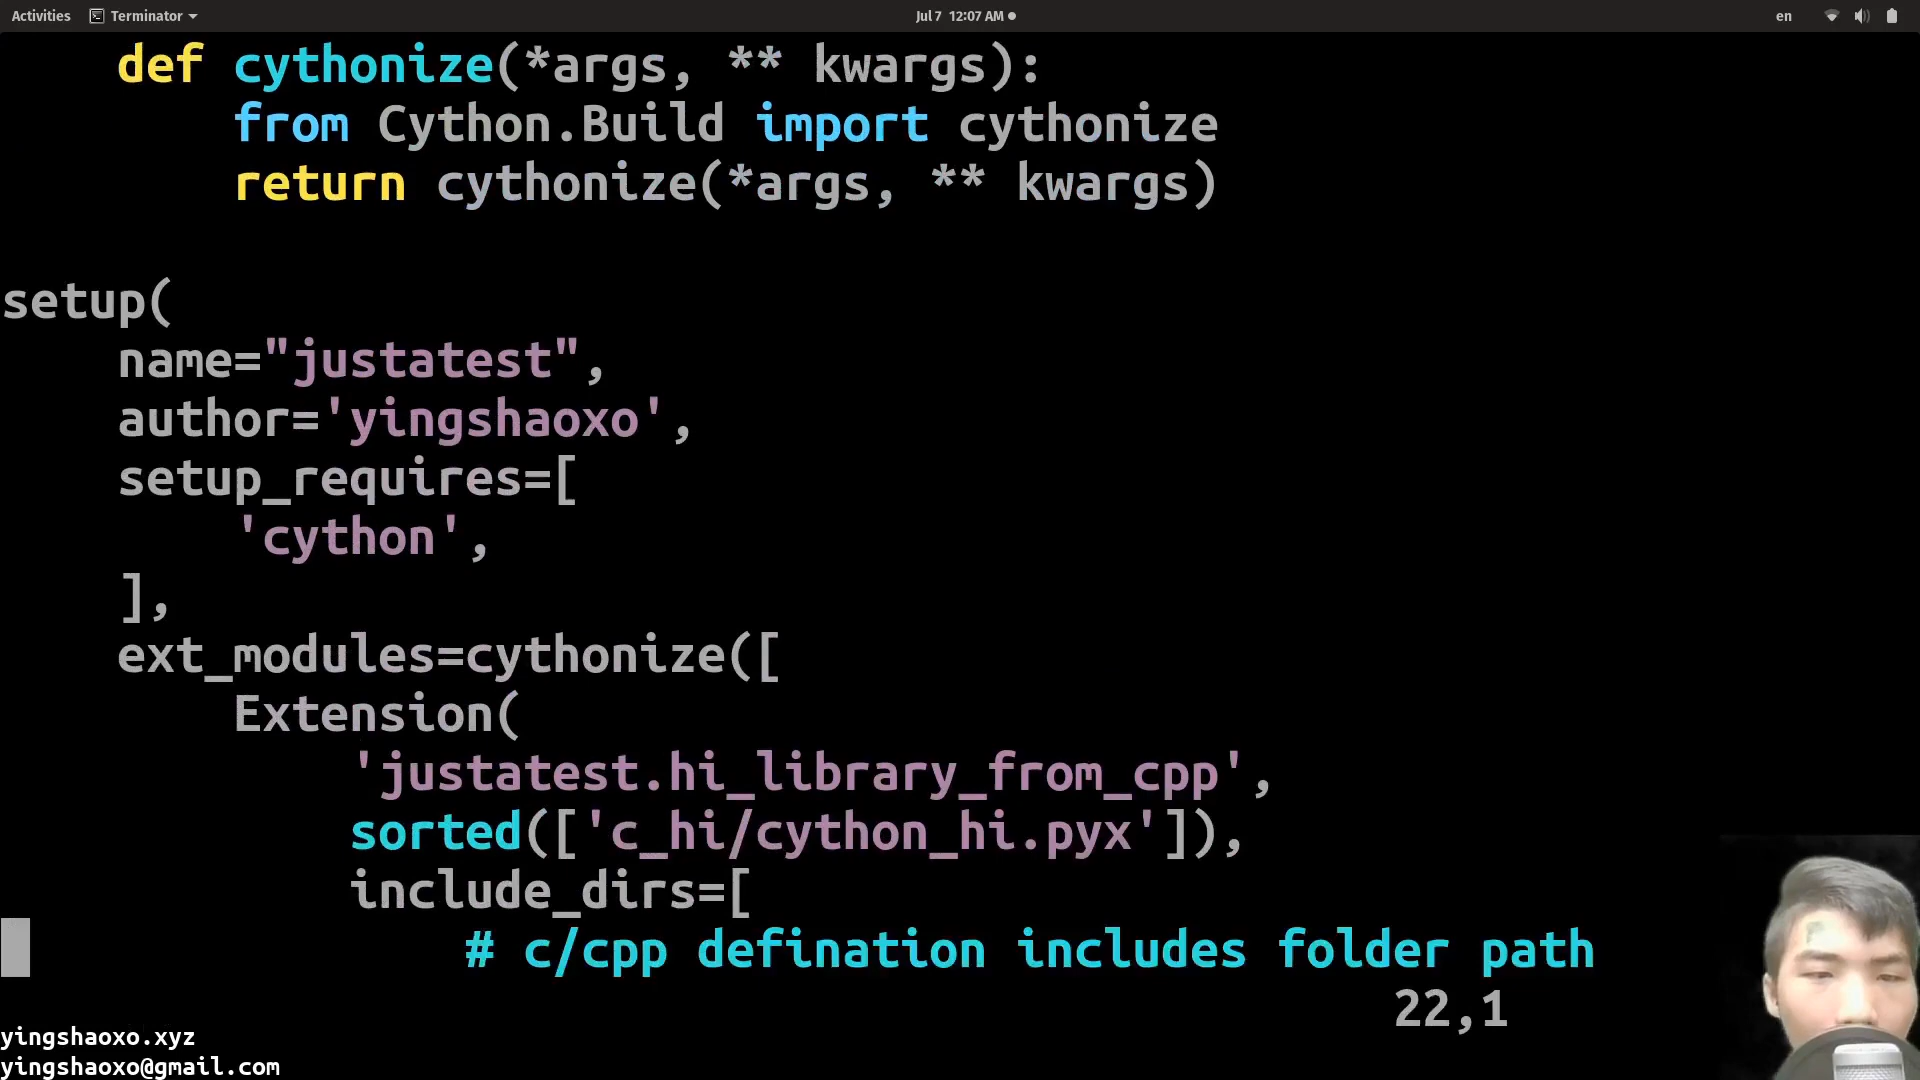 Activities Terminator Jul 7 12:07 AM en
def cythonize(*args, ** kwargs):
from Cython.Build import cythonize
return cythonize(*args, ** kwargs)
setup(
name="justatest",
author='yingshaoxo',
setup_requires=[
'cython',
],
ext_modules=cythonize([
Extension(
'justatest.hi_library_from_cpp',
sorted(['c_hi/cython_hi.pyx']),
include_dirs=[
# c/cpp defination includes folder path
22,1
yingshaoxo.xyz
yingshaoxo@gmail.com